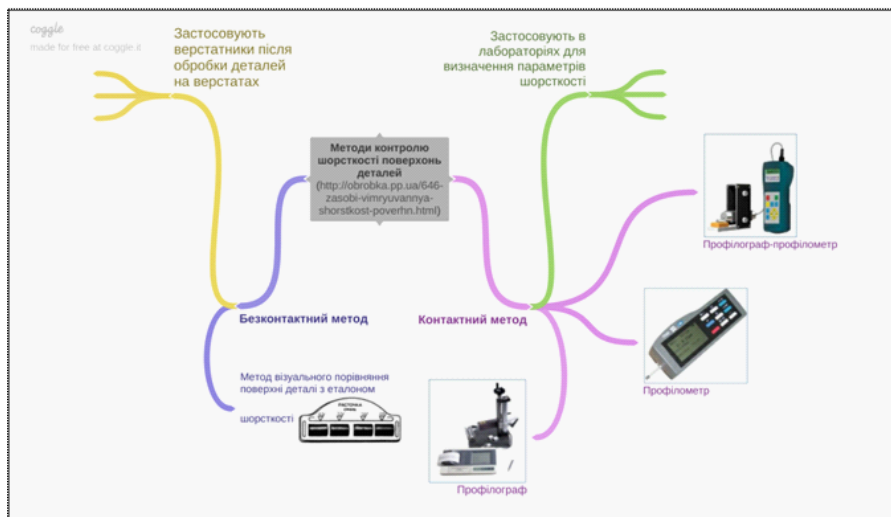 coggle
made for free at coggle.it
Застосовують
верстатники після
обробки деталей
на верстатах
Застосовують в
лабораторіях для
визначення параметрів
шорсткості
Методи контролю
шорсткості поверхонь
деталей
(http://obrobka.pp.ua/646-
zasobi-vimryuvannya-
shorstkost-poverhn.html)
Профілограф-профілометр
Безконтактний метод
Контактний метод
Профілометр
Метод візуального порівняння
поверхні деталі з еталоном
шорсткості
РАСТОЧКА
Профілограф